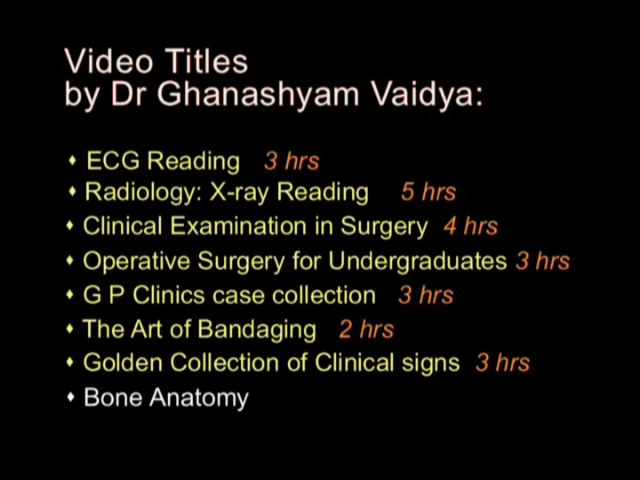 Video Titles
by Dr Ghanashyam Vaidya:
⬩ ECG Reading 3 hrs
⬩ Radiology: X-ray Reading 5 hrs
⬩ Clinical Examination in Surgery 4 hrs
⬩ Operative Surgery for Undergraduates 3 hrs
⬩ G P Clinics case collection 3 hrs
⬩ The Art of Bandaging 2 hrs
⬩ Golden Collection of Clinical signs 3 hrs
⬩ Bone Anatomy